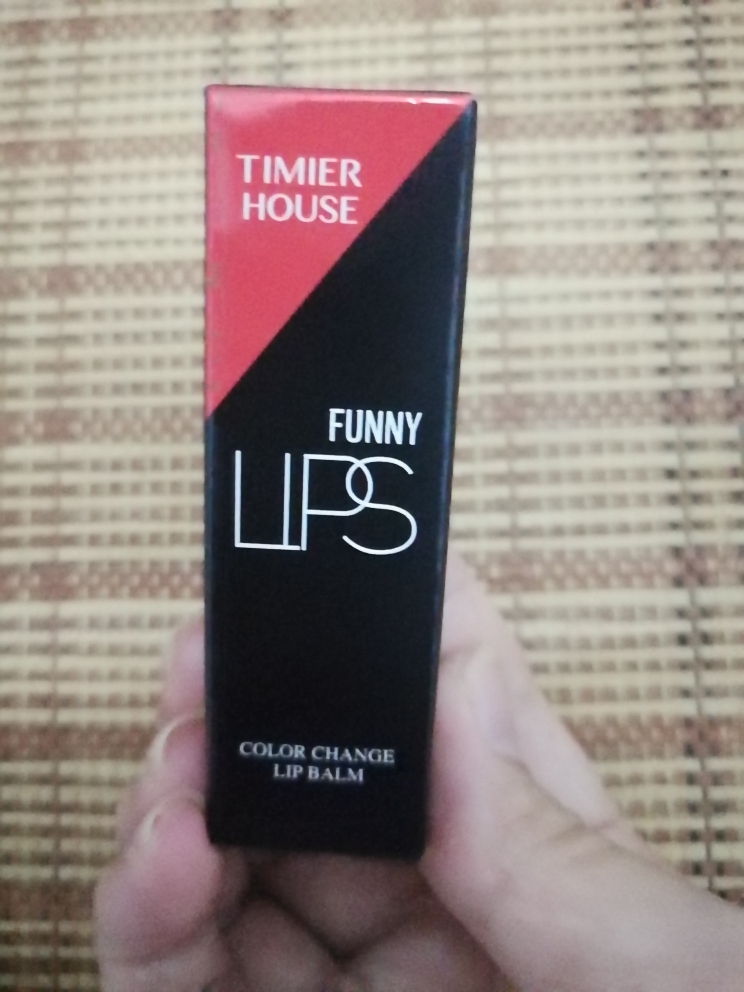 TIMIER
HOUSE
FUNNY
LIPS
COLOR CHANGE
LIP BALM